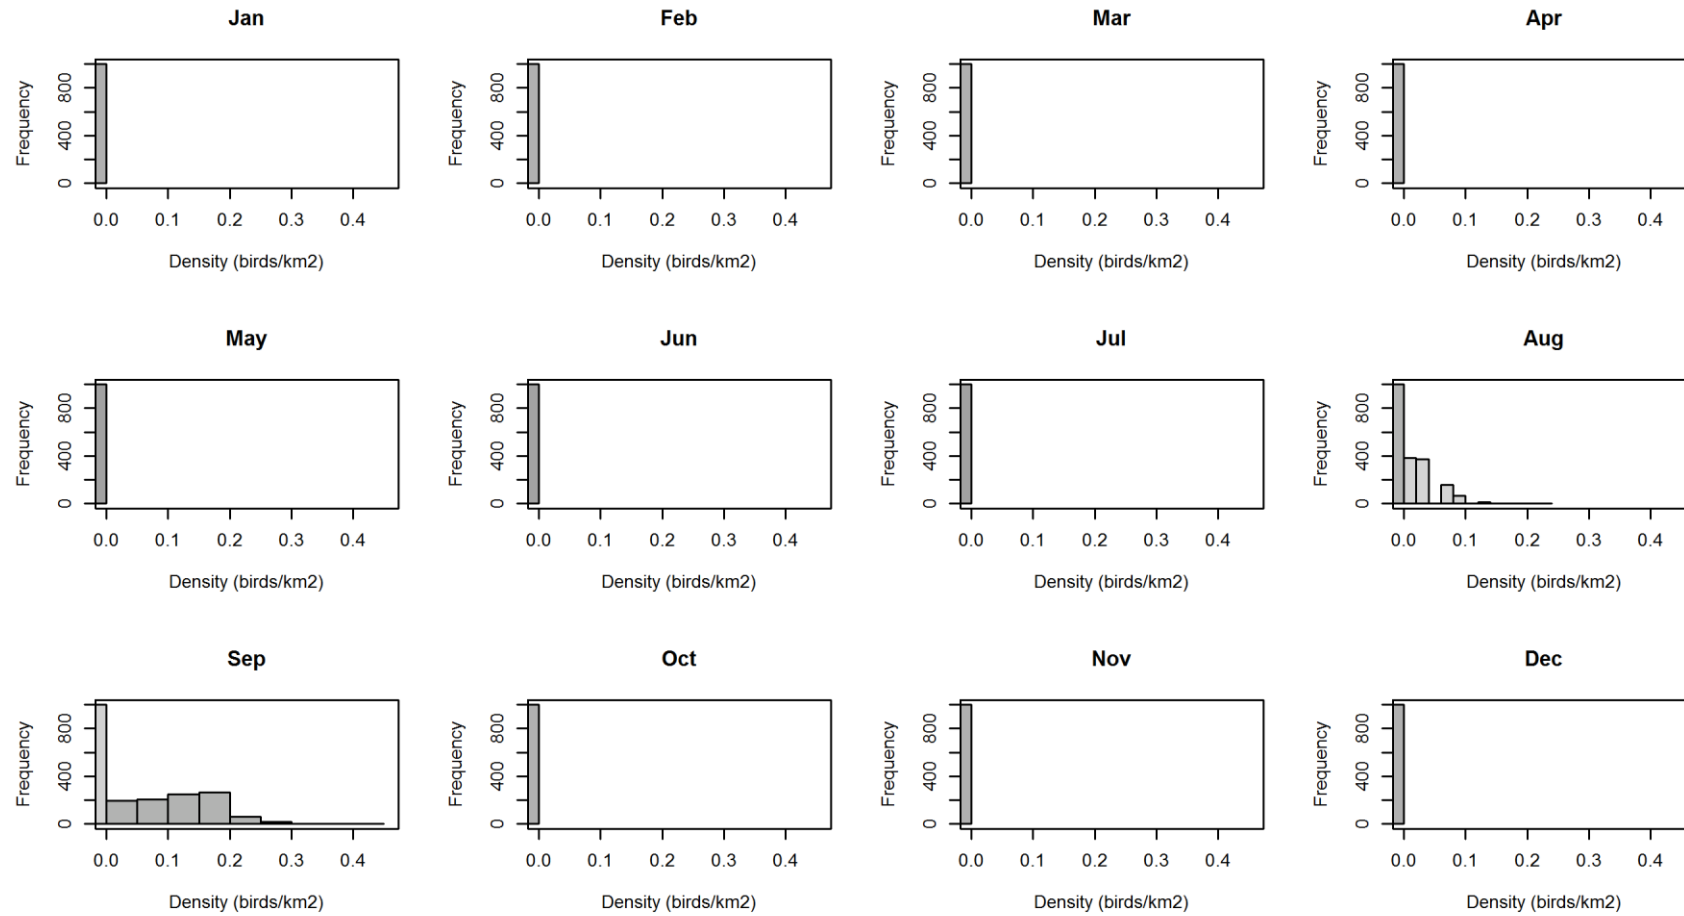 Jan Feb Mar Apr
Frequency 0 400 800 Frequency 0 400 800 Frequency 0 400 800 Frequency 0 400 800
0.0 0.1 0.2 0.3 0.4 0.0 0.1 0.2 0.3 0.4 0.0 0.1 0.2 0.3 0.4 0.0 0.1 0.2 0.3 0.4
Density (birds/km2) Density (birds/km2) Density (birds/km2) Density (birds/km2)
May Jun Jul Aug
Frequency 0 400 800 Frequency 0 400 800 Frequency 0 400 800 Frequency 0 400 800
0.0 0.1 0.2 0.3 0.4 0.0 0.1 0.2 0.3 0.4 0.0 0.1 0.2 0.3 0.4 0.0 0.1 0.2 0.3 0.4
Density (birds/km2) Density (birds/km2) Density (birds/km2) Density (birds/km2)
Sep Oct Nov Dec
Frequency 0 400 800 Frequency 0 400 800 Frequency 0 400 800 Frequency 0 400 800
0.0 0.1 0.2 0.3 0.4 0.0 0.1 0.2 0.3 0.4 0.0 0.1 0.2 0.3 0.4 0.0 0.1 0.2 0.3 0.4
Density (birds/km2) Density (birds/km2) Density (birds/km2) Density (birds/km2)